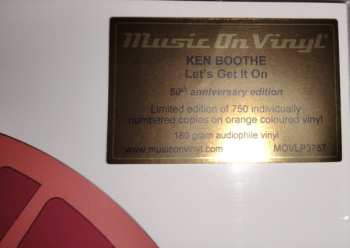 Music On Vinyl®
KEN BOOTHE
Let's Get It On
50th anniversary edition
Limited edition of 750 individually
numbered copies on orange coloured vinyl
180 gram audiophile vinyl
www.musiconvinyl.com MOVLP3787